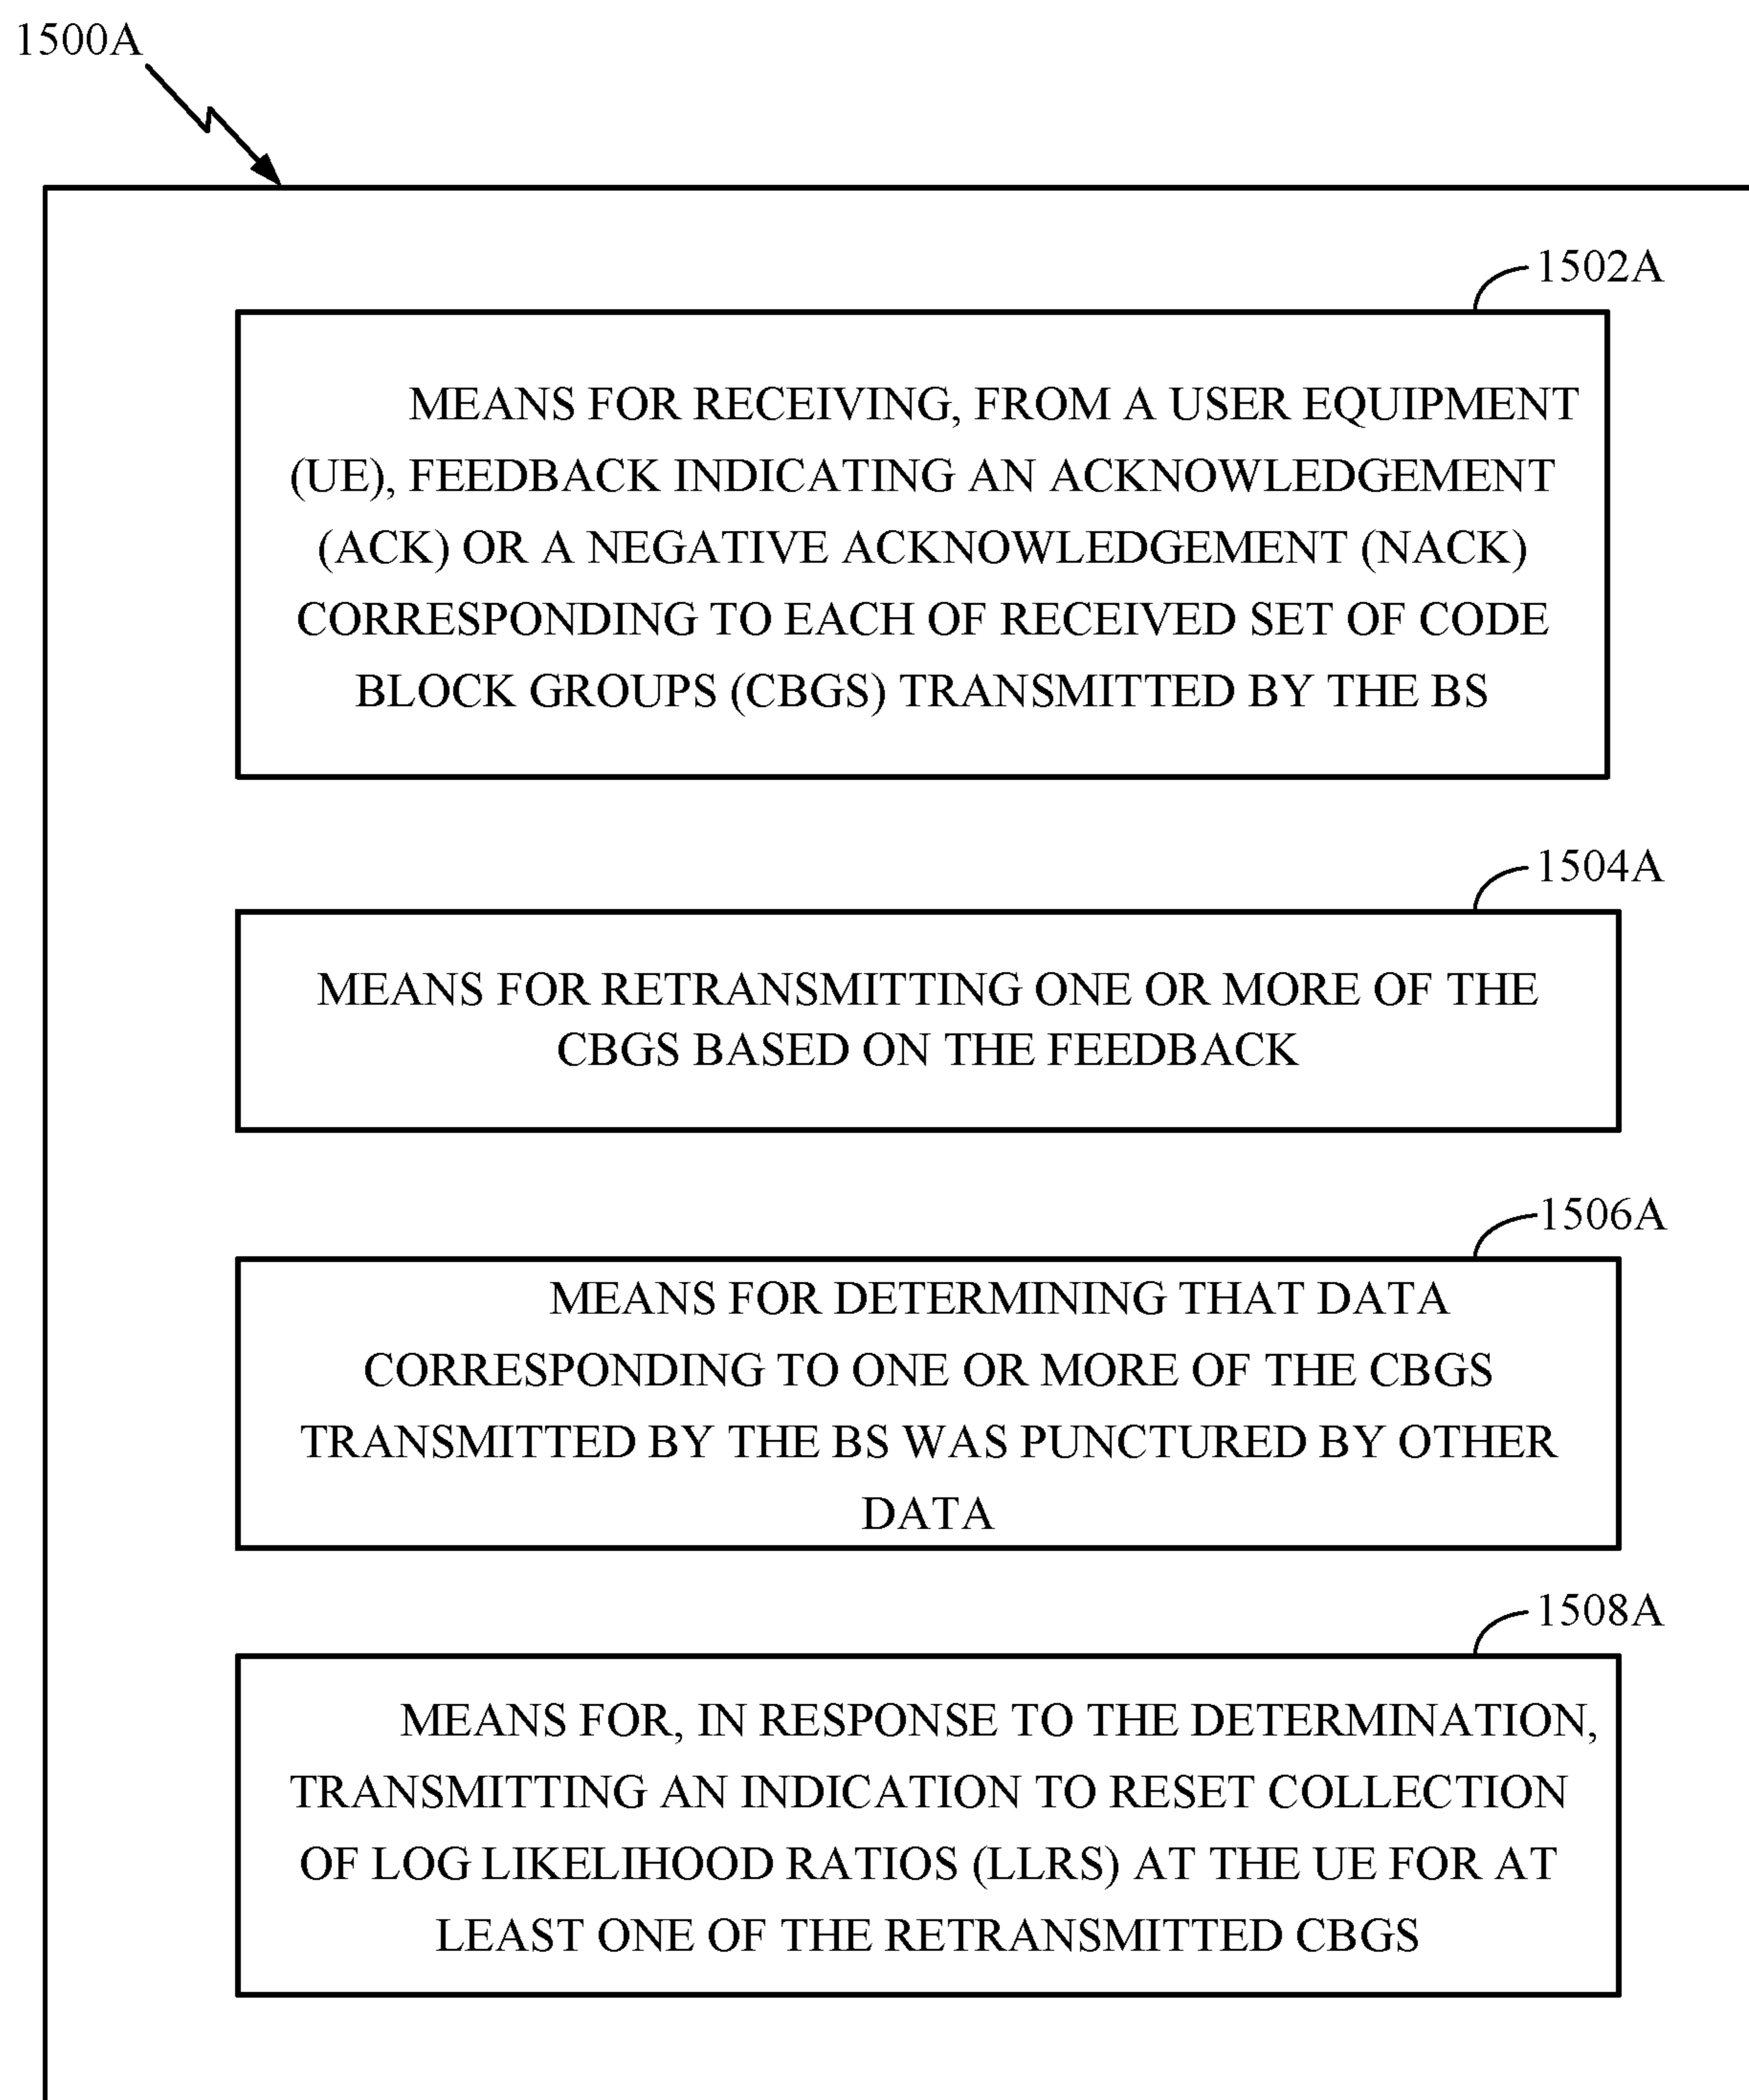 1500A
1502A
MEANS FOR RECEIVING, FROM A USER EQUIPMENT
(UE), FEEDBACK INDICATING AN ACKNOWLEDGEMENT
(ACK) OR A NEGATIVE ACKNOWLEDGEMENT (NACK)
CORRESPONDING TO EACH OF RECEIVED SET OF CODE
BLOCK GROUPS (CBGS) TRANSMITTED BY THE BS
1504A
MEANS FOR RETRANSMITTING ONE OR MORE OF THE
CBGS BASED ON THE FEEDBACK
1506A
MEANS FOR DETERMINING THAT DATA
CORRESPONDING TO ONE OR MORE OF THE CBGS
TRANSMITTED BY THE BS WAS PUNCTURED BY OTHER
DATA
1508A
MEANS FOR, IN RESPONSE TO THE DETERMINATION,
TRANSMITTING AN INDICATION TO RESET COLLECTION
OF LOG LIKELIHOOD RATIOS (LLRS) AT THE UE FOR AT
LEAST ONE OF THE RETRANSMITTED CBGS